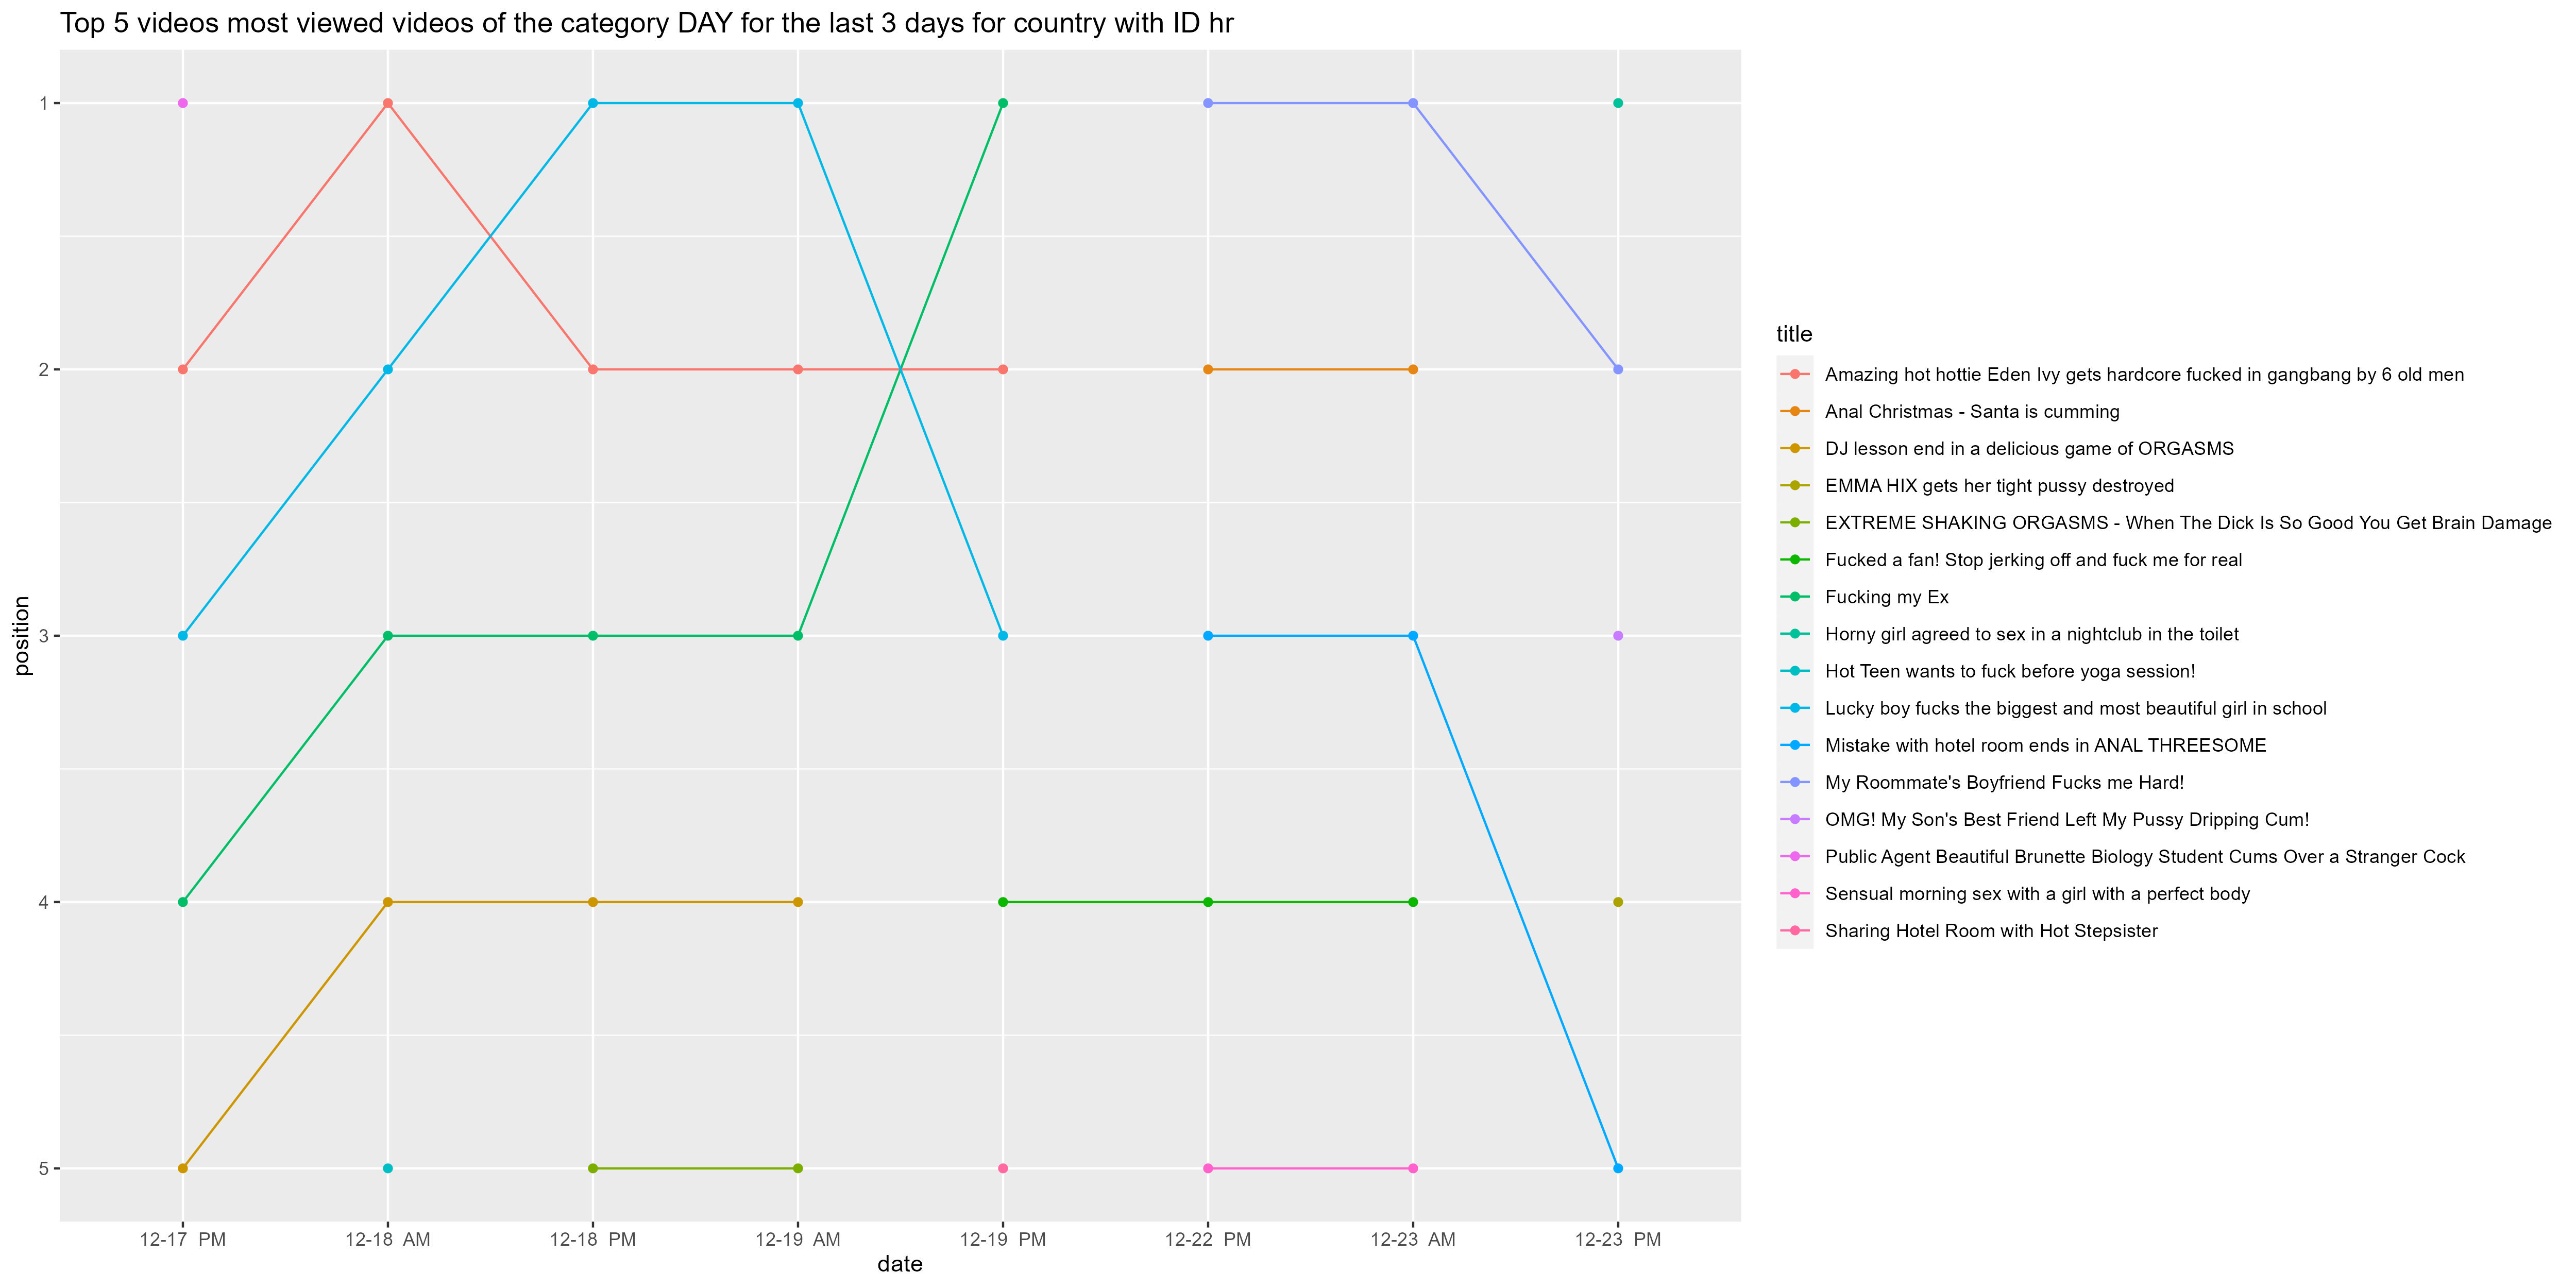 Top 5 videos most viewed videos of the category DAY for the last 3 days for country with ID hr
position
1
2
3
4
5
12-17 PM
12-18 AM
12-18 PM
12-19 AM
12-19 PM
12-22 PM
12-23 AM
12-23 PM
date
title
Amazing hot hottie Eden Ivy gets hardcore fucked in gangbang by 6 old men
Anal Christmas - Santa is cumming
DJ lesson end in a delicious game of ORGASMS
EMMA HIX gets her tight pussy destroyed
EXTREME SHAKING ORGASMS - When The Dick Is So Good You Get Brain Damage
Fucked a fan! Stop jerking off and fuck me for real
Fucking my Ex
Horny girl agreed to sex in a nightclub in the toilet
Hot Teen wants to fuck before yoga session!
Lucky boy fucks the biggest and most beautiful girl in school
Mistake with hotel room ends in ANAL THREESOME
My Roommate's Boyfriend Fucks me Hard!
OMG! My Son's Best Friend Left My Pussy Dripping Cum!
Public Agent Beautiful Brunette Biology Student Cums Over a Stranger Cock
Sensual morning sex with a girl with a perfect body
Sharing Hotel Room with Hot Stepsister